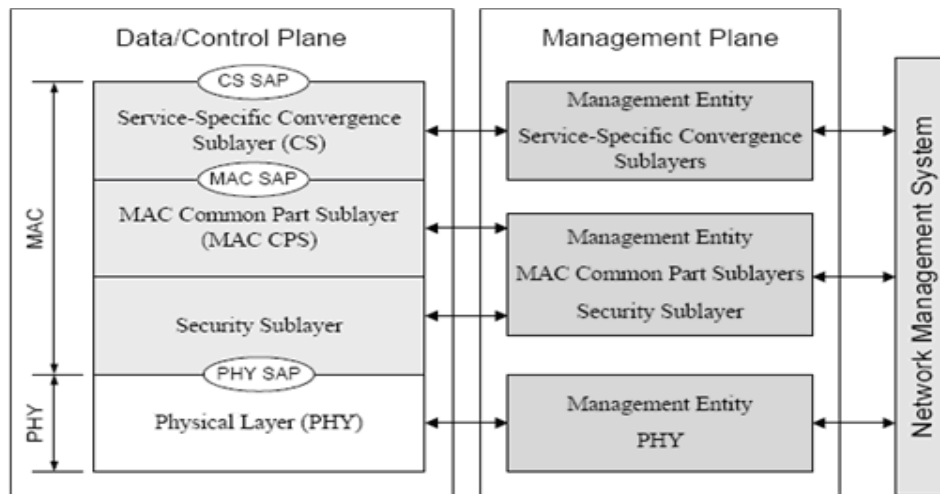 Data/Control Plane
CS SAP
Service-Specific Convergence
Sublayer (CS)
MAC SAP
MAC Common Part Sublayer
(MAC CPS)
Security Sublayer
PHY SAP
Physical Layer (PHY)
MAC
PHY
Management Plane
Management Entity
Service-Specific Convergence
Sublayers
Management Entity
MAC Common Part Sublayers
Security Sublayer
Management Entity
PHY
Network Management System